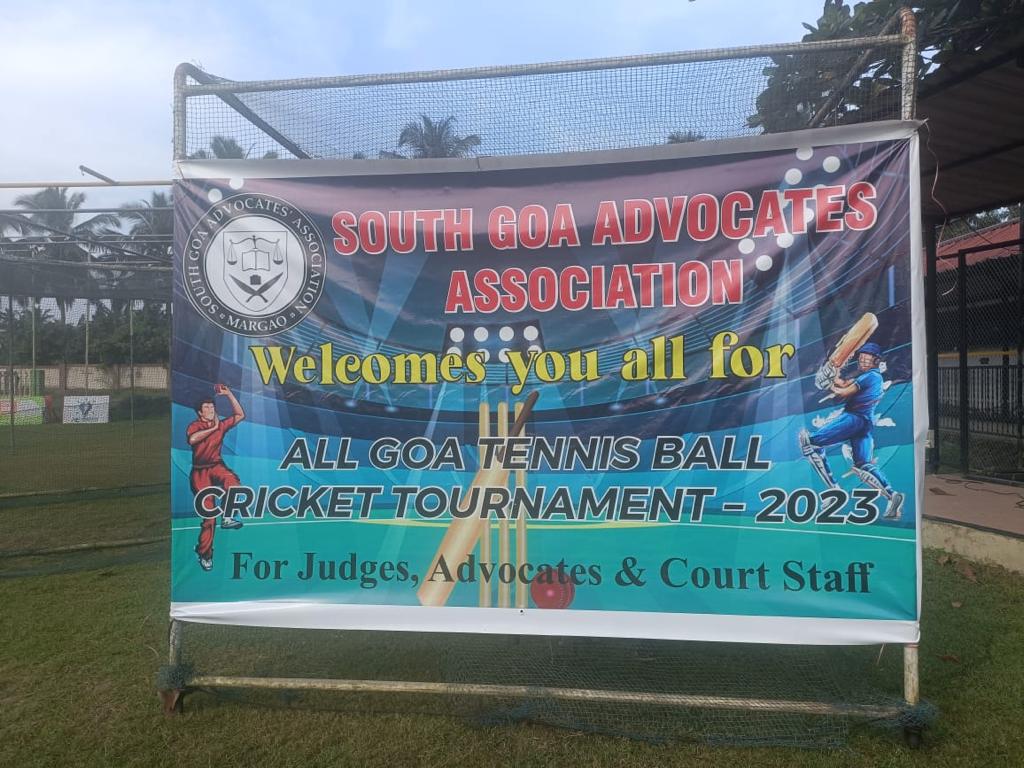 SOUTH GOA ADVOCATES' ASSOCIATION
MARGAO
SOUTH GOA ADVOCATES
ASSOCIATION
Welcomes you all for
ALL GOA TENNIS BALL
CRICKET TOURNAMENT – 2023
For Judges, Advocates & Court Staff